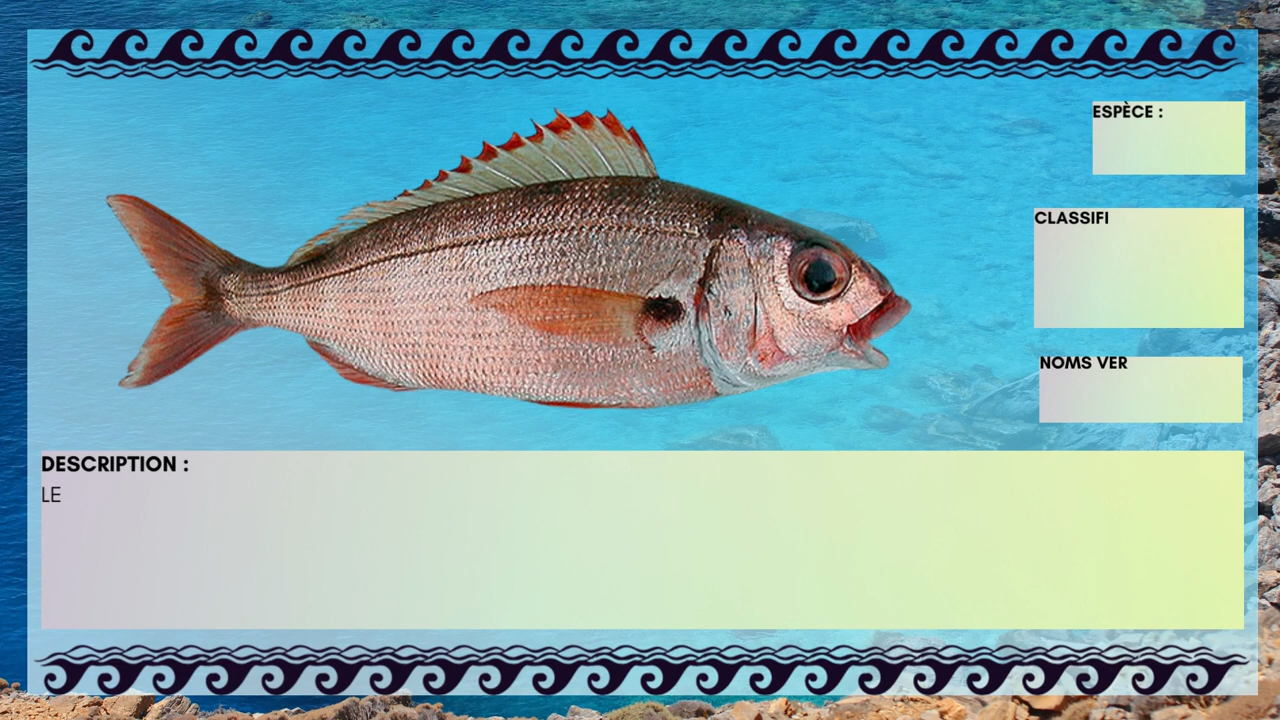 ESPÈCE :
CLASSIFI
NOMS VER
DESCRIPTION :
LE